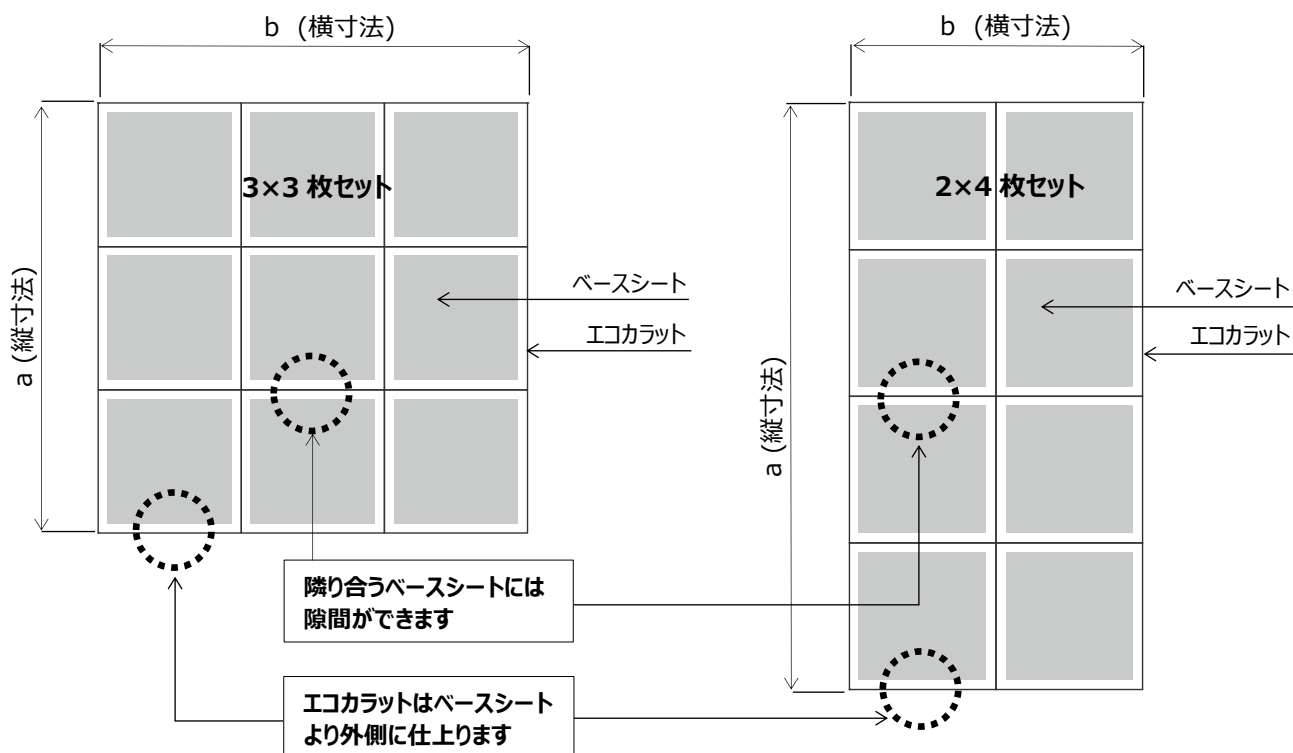 b (横寸法)
a (縦寸法)
3×3 枚セット
ベースシート
エコカラット
b (横寸法)
a (縦寸法)
2×4 枚セット
ベースシート
エコカラット
隣り合うベースシートには
隙間ができます
エコカラットはベースシート
より外側に仕上ります